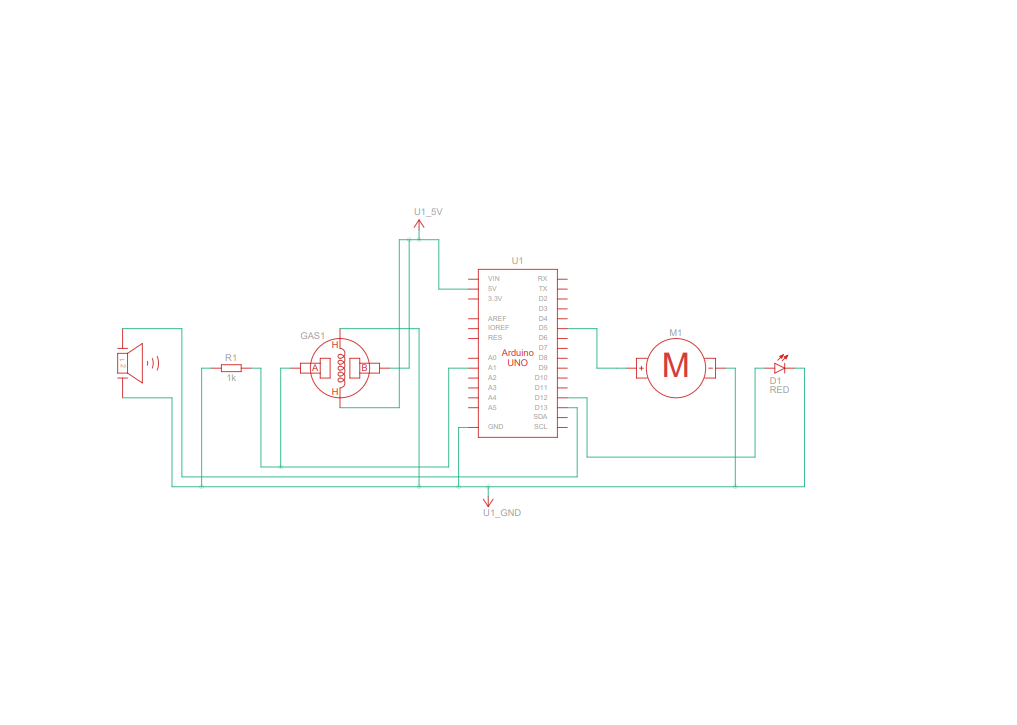 U1_5V
U1
VIN
RX
5V
TX
3.3V
D2
D3
AREF
D4
IOREF
D5
RES
D6
D7
Arduino
UNO
A0
D8
A1
D9
A2
D10
A3
D11
A4
D12
A5
D13
SDA
GND
SCL
GAS1
H
A
B
H
R1
1k
1 2
M1
M
+
-
D1
RED
U1_GND